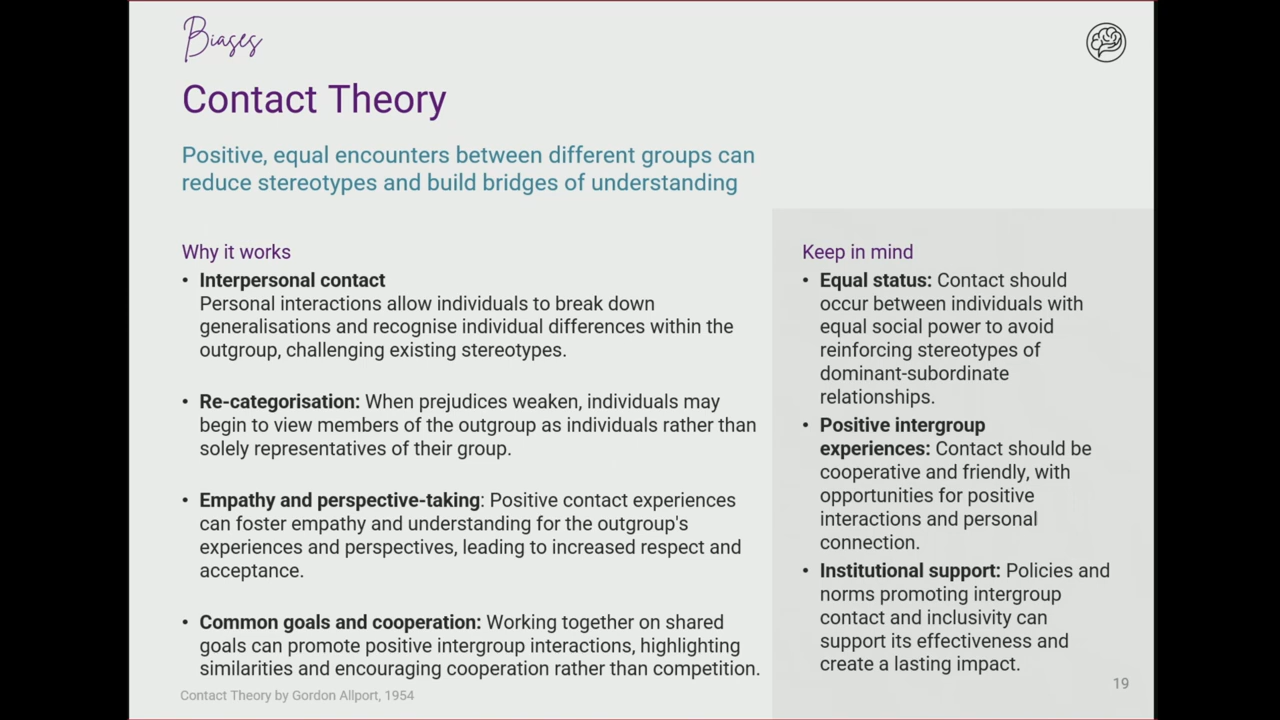 Biases
Contact Theory
Positive, equal encounters between different groups can
reduce stereotypes and build bridges of understanding
Why it works
• Interpersonal contact
Personal interactions allow individuals to break down
generalisations and recognise individual differences within the
outgroup, challenging existing stereotypes.
• Re-categorisation: When prejudices weaken, individuals may
begin to view members of the outgroup as individuals rather than
solely representatives of their group.
• Empathy and perspective-taking: Positive contact experiences
can foster empathy and understanding for the outgroup's
experiences and perspectives, leading to increased respect and
acceptance.
• Common goals and cooperation: Working together on shared
goals can promote positive intergroup interactions, highlighting
similarities and encouraging cooperation rather than competition.
Contact Theory by Gordon Allport, 1954
Keep in mind
• Equal status: Contact should
occur between individuals with
equal social power to avoid
reinforcing stereotypes of
dominant-subordinate
relationships.
• Positive intergroup
experiences: Contact should be
cooperative and friendly, with
opportunities for positive
interactions and personal
connection.
• Institutional support: Policies and
norms promoting intergroup
contact and inclusivity can
support its effectiveness and
create a lasting impact.
19